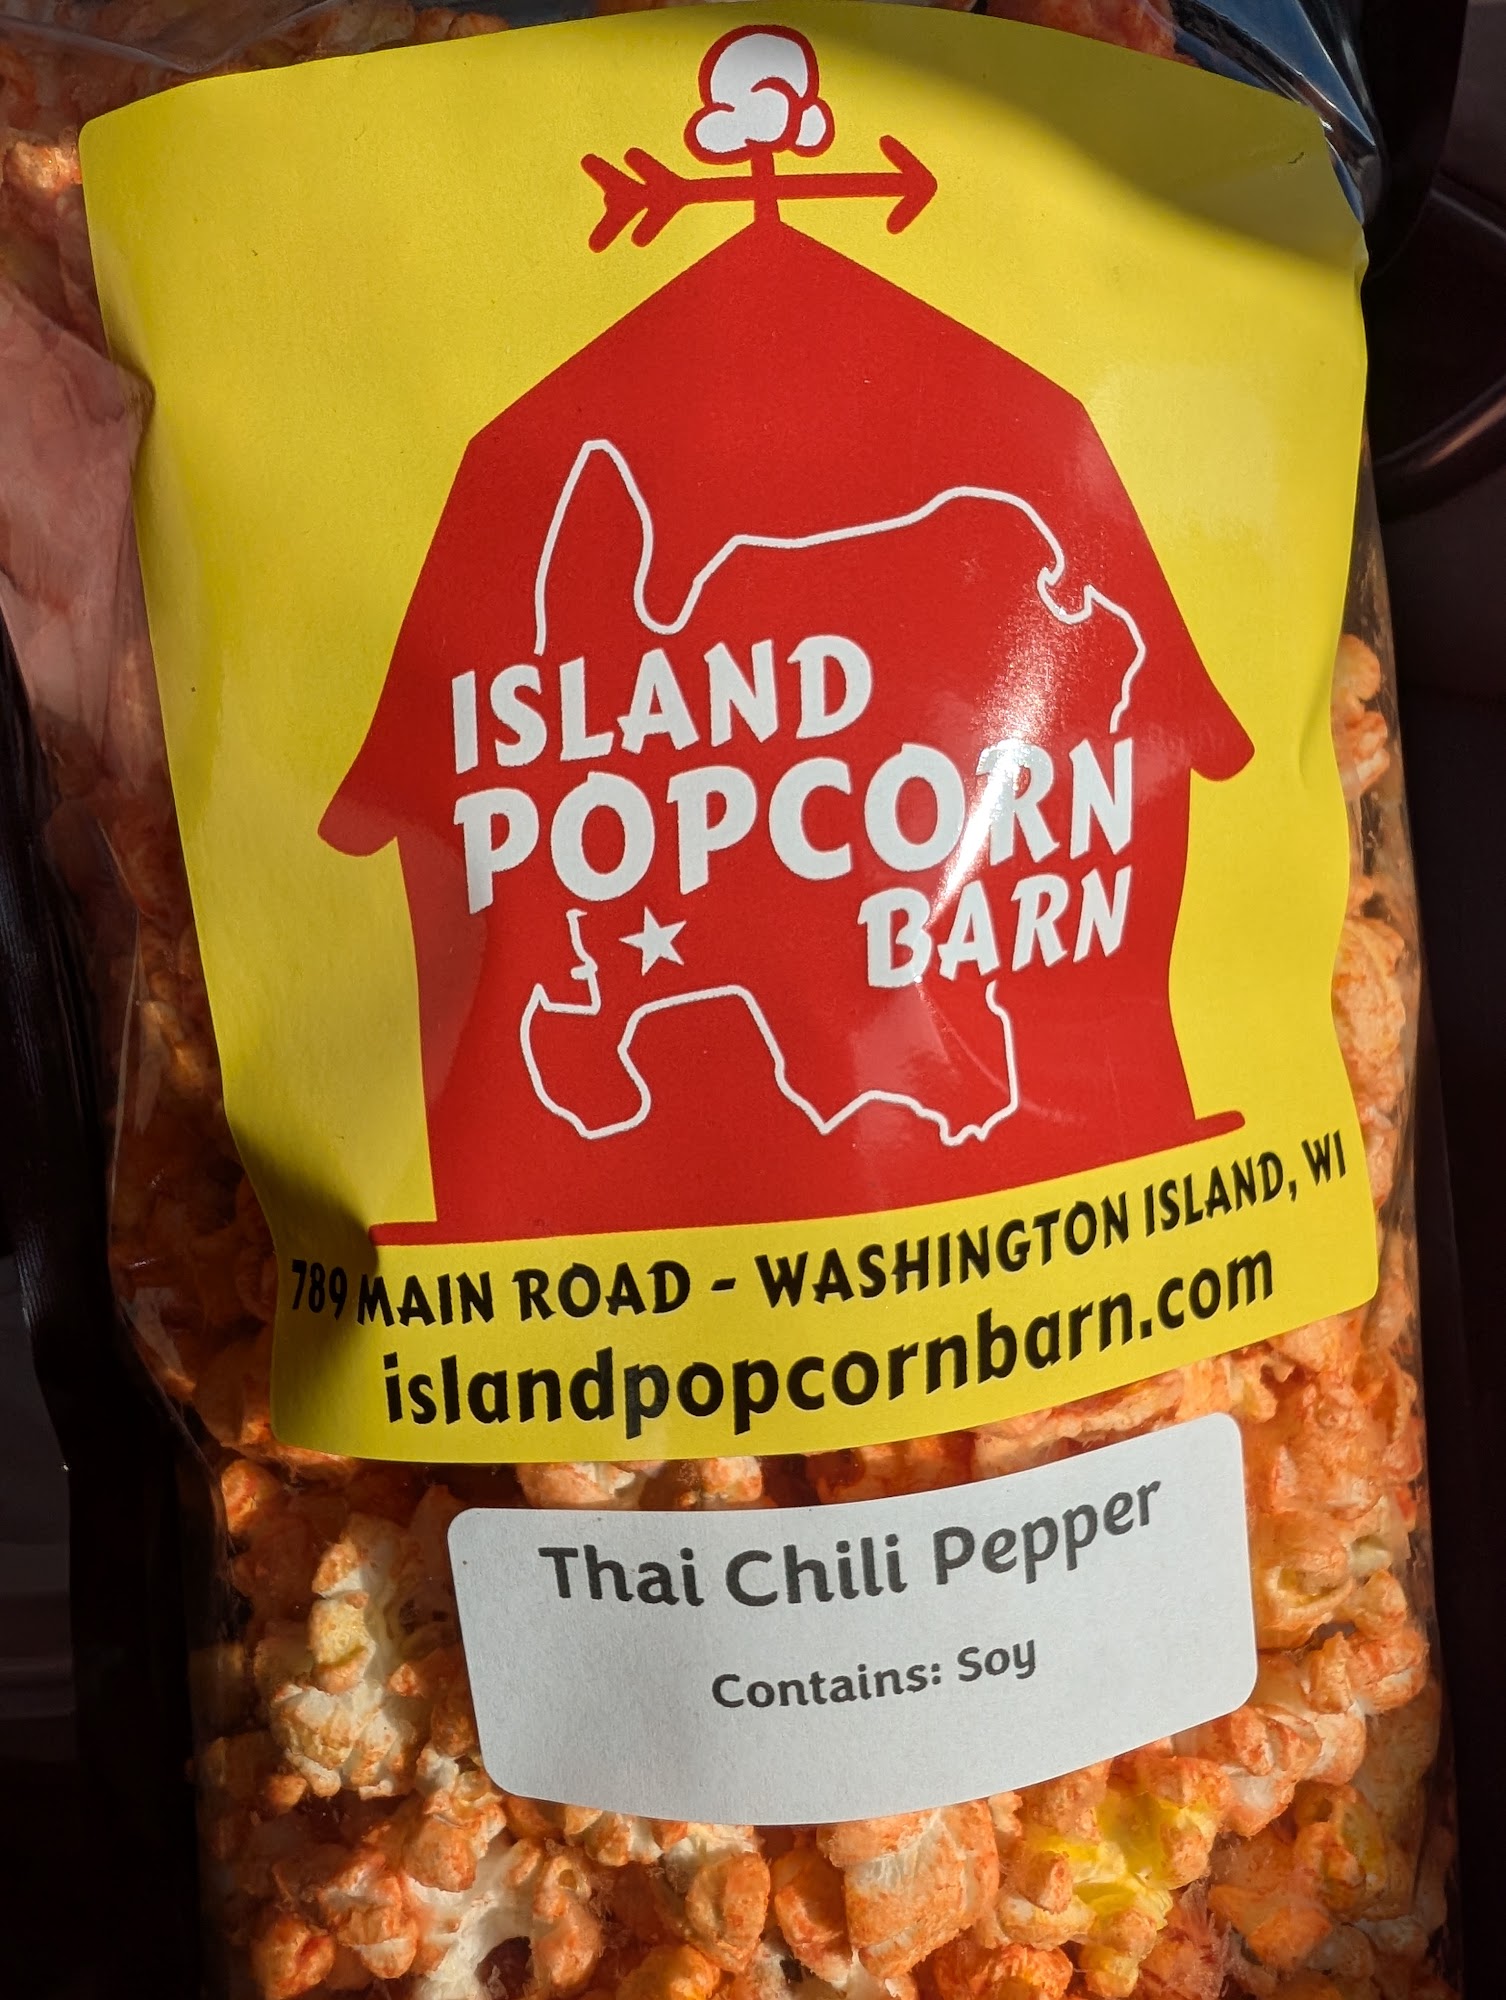 ISLAND
POPCORN
BARN
789 MAIN ROAD - WASHINGTON ISLAND, WI
islandpopcornbarn.com
Thai Chili Pepper
Contains: Soy